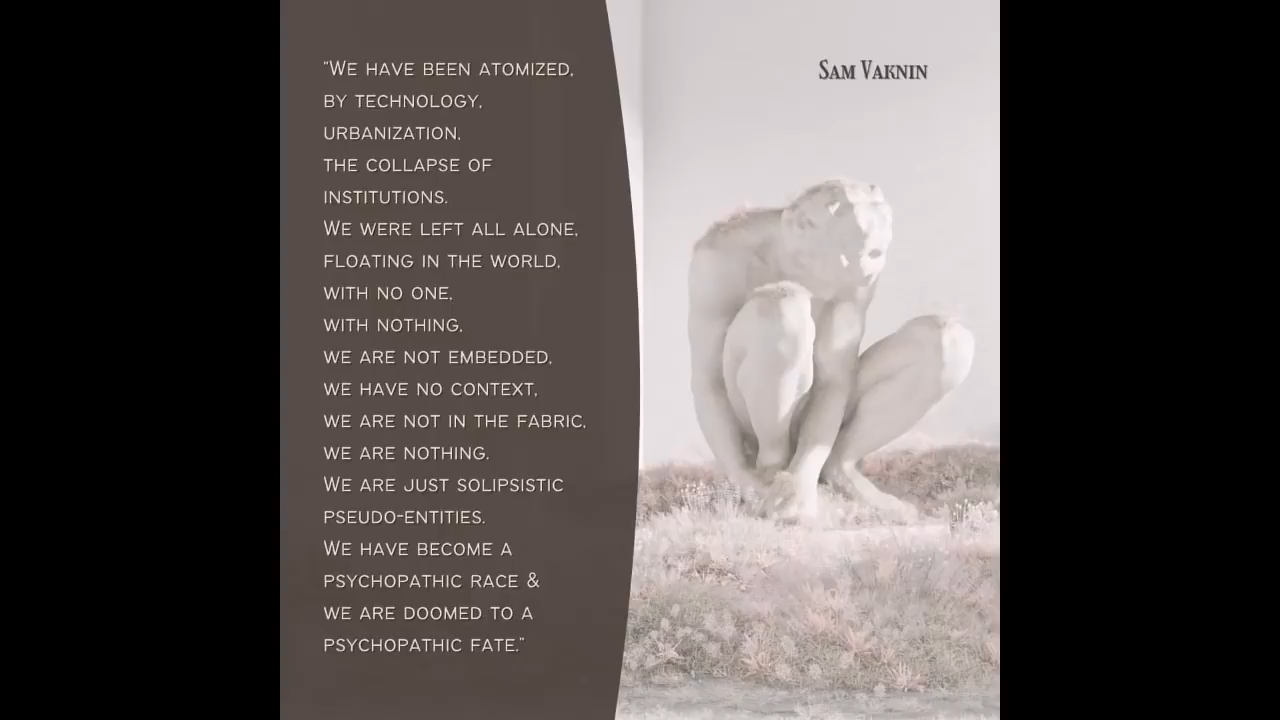 "We have been atomized,
by technology,
urbanization.
the collapse of
institutions.
We were left all alone,
floating in the world,
with no one.
with nothing,
we are not embedded,
we have no context,
we are not in the fabric,
we are nothing.
We are just solipsistic
pseudo-entities.
We have become a
psychopathic race &
we are doomed to a
psychopathic fate."
Sam Vaknin